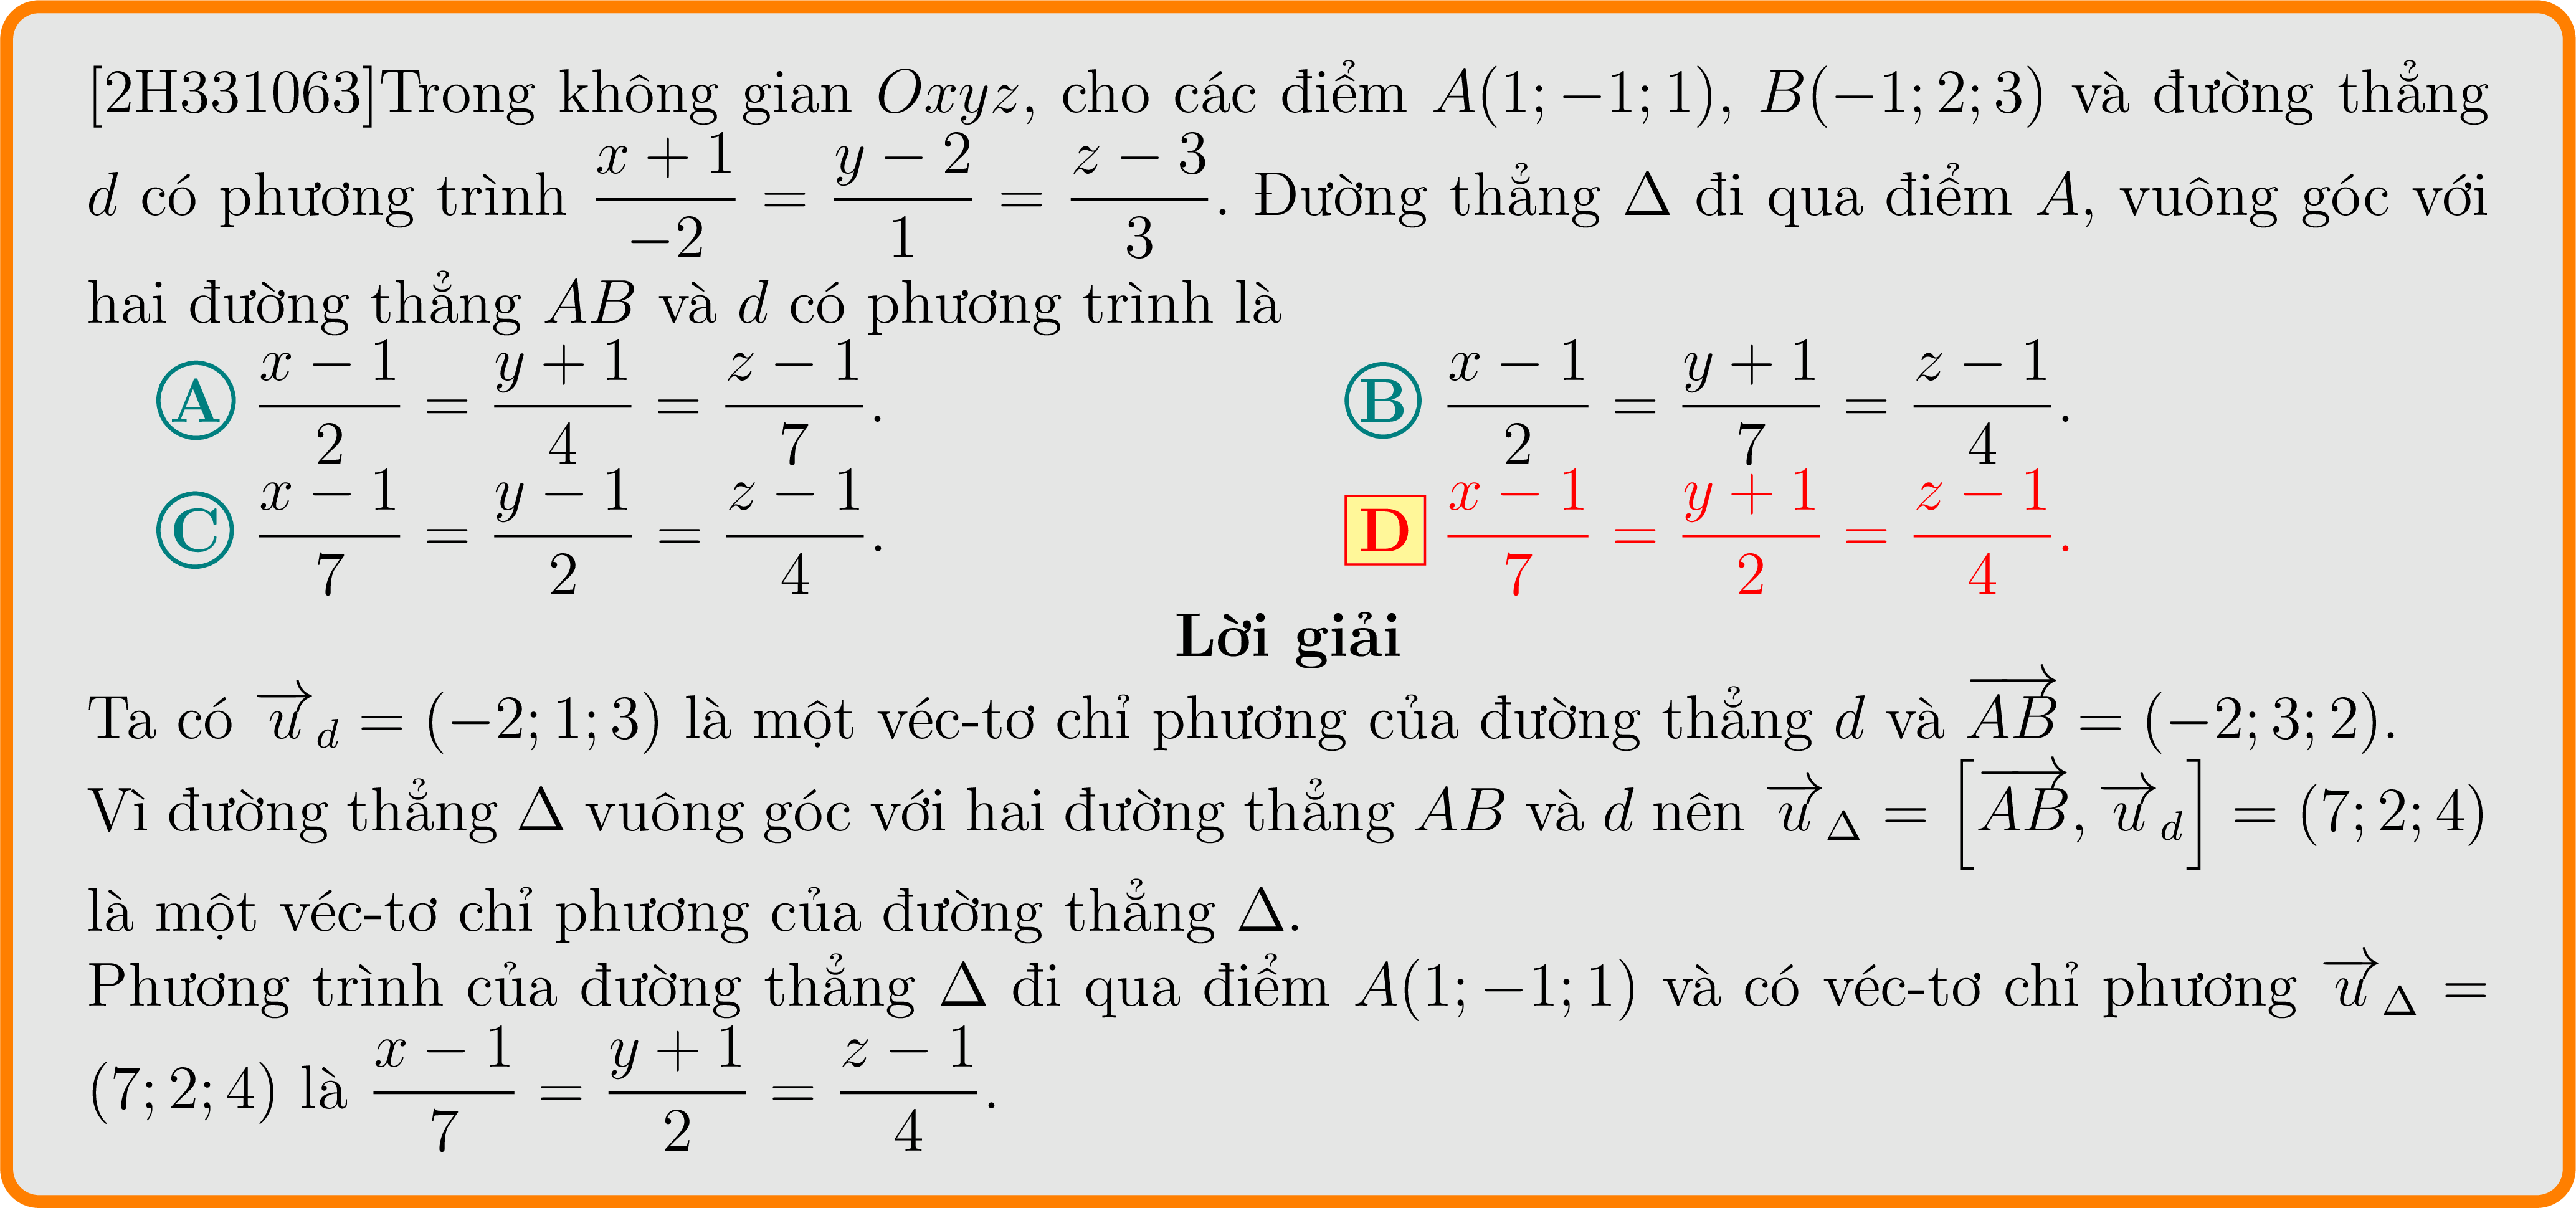 [2H331063]Trong không gian Oxyz, cho các điểm A(1; −1; 1), B(−1; 2; 3) và đường thẳng
d có phương trình \frac{x + 1}{−2} = \frac{y − 2}{1} = \frac{z − 3}{3}. Đường thẳng Δ đi qua điểm A, vuông góc với
hai đường thẳng AB và d có phương trình là
Ⓐ \frac{x − 1}{2} = \frac{y + 1}{4} = \frac{z − 1}{7}. Ⓑ \frac{x − 1}{2} = \frac{y + 1}{7} = \frac{z − 1}{4}.
Ⓒ \frac{x − 1}{7} = \frac{y − 1}{2} = \frac{z − 1}{4}. D \frac{x − 1}{7} = \frac{y + 1}{2} = \frac{z − 1}{4}.
Lời giải
Ta có \overrightarrow{u}_d = (−2; 1; 3) là một véc-tơ chỉ phương của đường thẳng d và \overrightarrow{AB} = (−2; 3; 2).
Vì đường thẳng Δ vuông góc với hai đường thẳng AB và d nên \overrightarrow{u}_Δ = [\overrightarrow{AB}, \overrightarrow{u}_d] = (7; 2; 4)
là một véc-tơ chỉ phương của đường thẳng Δ.
Phương trình của đường thẳng Δ đi qua điểm A(1; −1; 1) và có véc-tơ chỉ phương \overrightarrow{u}_Δ =
(7; 2; 4) là \frac{x − 1}{7} = \frac{y + 1}{2} = \frac{z − 1}{4}.